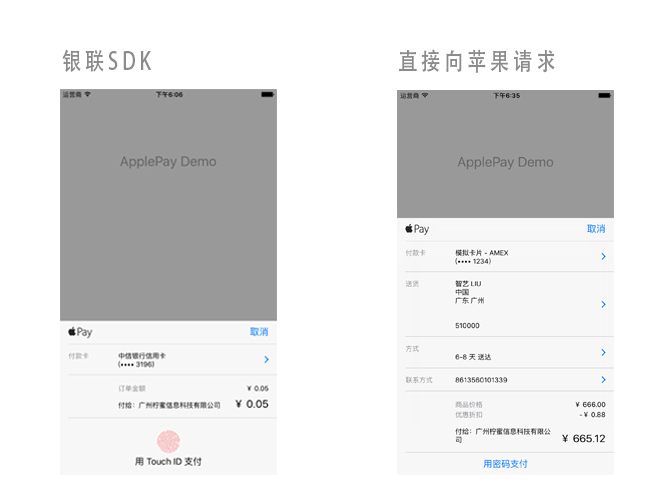 银联SDK
运营商 下午6:06
ApplePay Demo
Pay 取消
付款卡 中信银行信用卡
(•••• 3196)
订单金额 ¥ 0.05
付给：广州柠蜜信息科技有限公司 ¥ 0.05
用 Touch ID 支付
直接向苹果请求
运营商 下午6:35
ApplePay Demo
Pay 取消
付款卡 模拟卡片 - AMEX
(•••• 1234)
送货 智艺 LIU
中国
广东 广州
510000
方式
6-8 天 送达
联系方式 8613560101339
商品价格 ¥ 666.00
优惠折扣 -¥ 0.88
付给：广州柠蜜信息科技有限公
司 ¥ 665.12
用密码支付